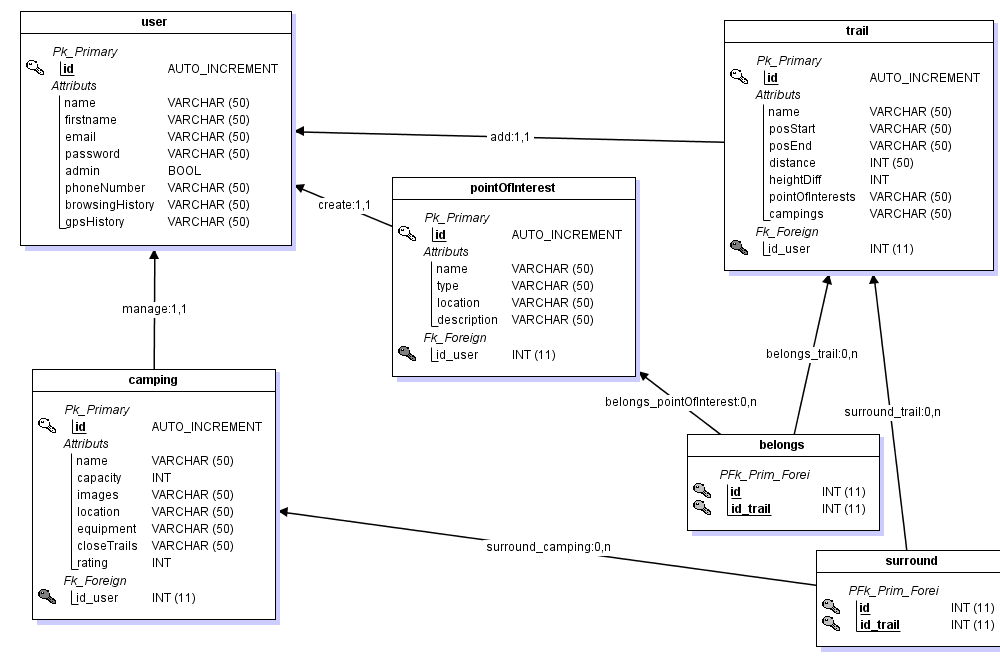 user
Pk_Primary
id AUTO_INCREMENT
Attributs
name VARCHAR (50)
firstname VARCHAR (50)
email VARCHAR (50)
password VARCHAR (50)
admin BOOL
phoneNumber VARCHAR (50)
browsingHistory VARCHAR (50)
gpsHistory VARCHAR (50)
trail
Pk_Primary
id AUTO_INCREMENT
Attributs
name VARCHAR (50)
posStart VARCHAR (50)
posEnd VARCHAR (50)
distance INT (50)
heightDiff INT
pointOfInterests VARCHAR (50)
campings VARCHAR (50)
Fk_Foreign
id_user INT (11)
add:1,1
create:1,1
manage:1,1
pointOfInterest
Pk_Primary
id AUTO_INCREMENT
Attributs
name VARCHAR (50)
type VARCHAR (50)
location VARCHAR (50)
description VARCHAR (50)
Fk_Foreign
id_user INT (11)
belongs_trail:0,n
belongs_pointOfInterest:0,n
surround_trail:0,n
camping
Pk_Primary
id AUTO_INCREMENT
Attributs
name VARCHAR (50)
capacity INT
images VARCHAR (50)
location VARCHAR (50)
equipment VARCHAR (50)
closeTrails VARCHAR (50)
rating INT
Fk_Foreign
id_user INT (11)
belongs
PFk_Prim_Forei
id INT (11)
id_trail INT (11)
surround_camping:0,n
surround
PFk_Prim_Forei
id INT (11)
id_trail INT (11)